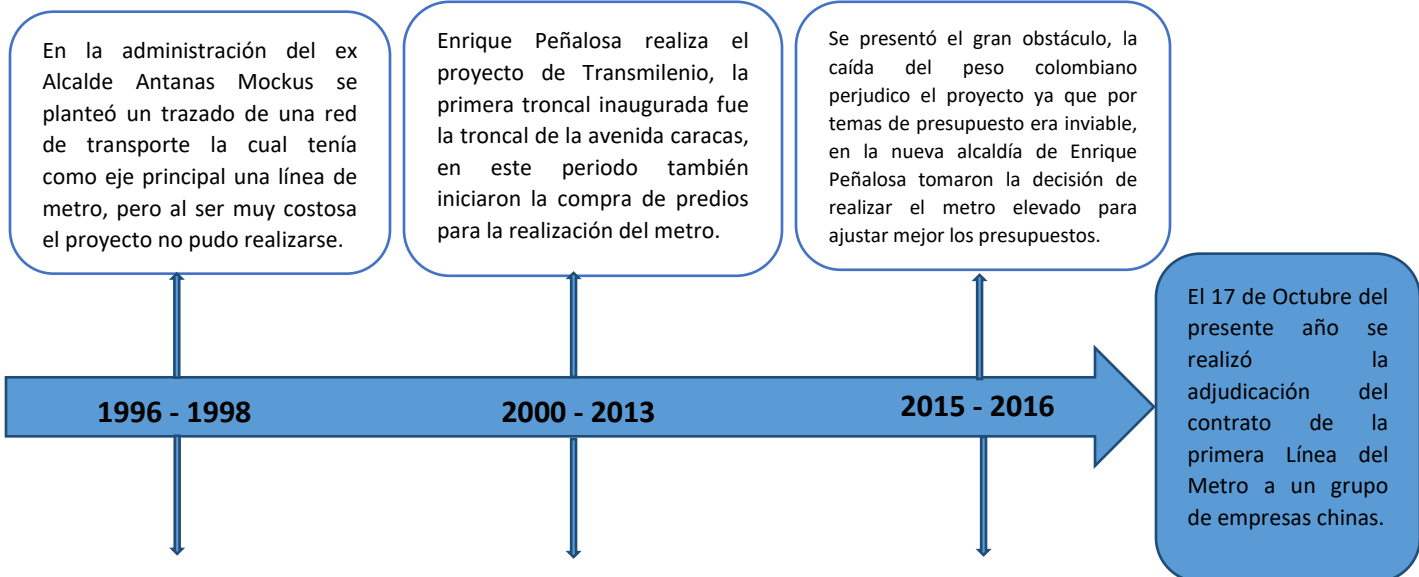 En la administración del ex
Alcalde Antanas Mockus se
planteó un trazado de una red
de transporte la cual tenía
como eje principal una línea de
metro, pero al ser muy costosa
el proyecto no pudo realizarse.
Enrique Peñalosa realiza el
proyecto de Transmilenio, la
primera troncal inaugurada fue
la troncal de la avenida caracas,
en este periodo también
iniciaron la compra de predios
para la realización del metro.
Se presentó el gran obstáculo, la
caída del peso colombiano
perjudico el proyecto ya que por
temas de presupuesto era inviable,
en la nueva alcaldía de Enrique
Peñalosa tomaron la decisión de
realizar el metro elevado para
ajustar mejor los presupuestos.
El 17 de Octubre del
presente año se
realizó la
adjudicación del
contrato de la
primera Línea del
Metro a un grupo
de empresas chinas.
1996 - 1998
2000 - 2013
2015 - 2016